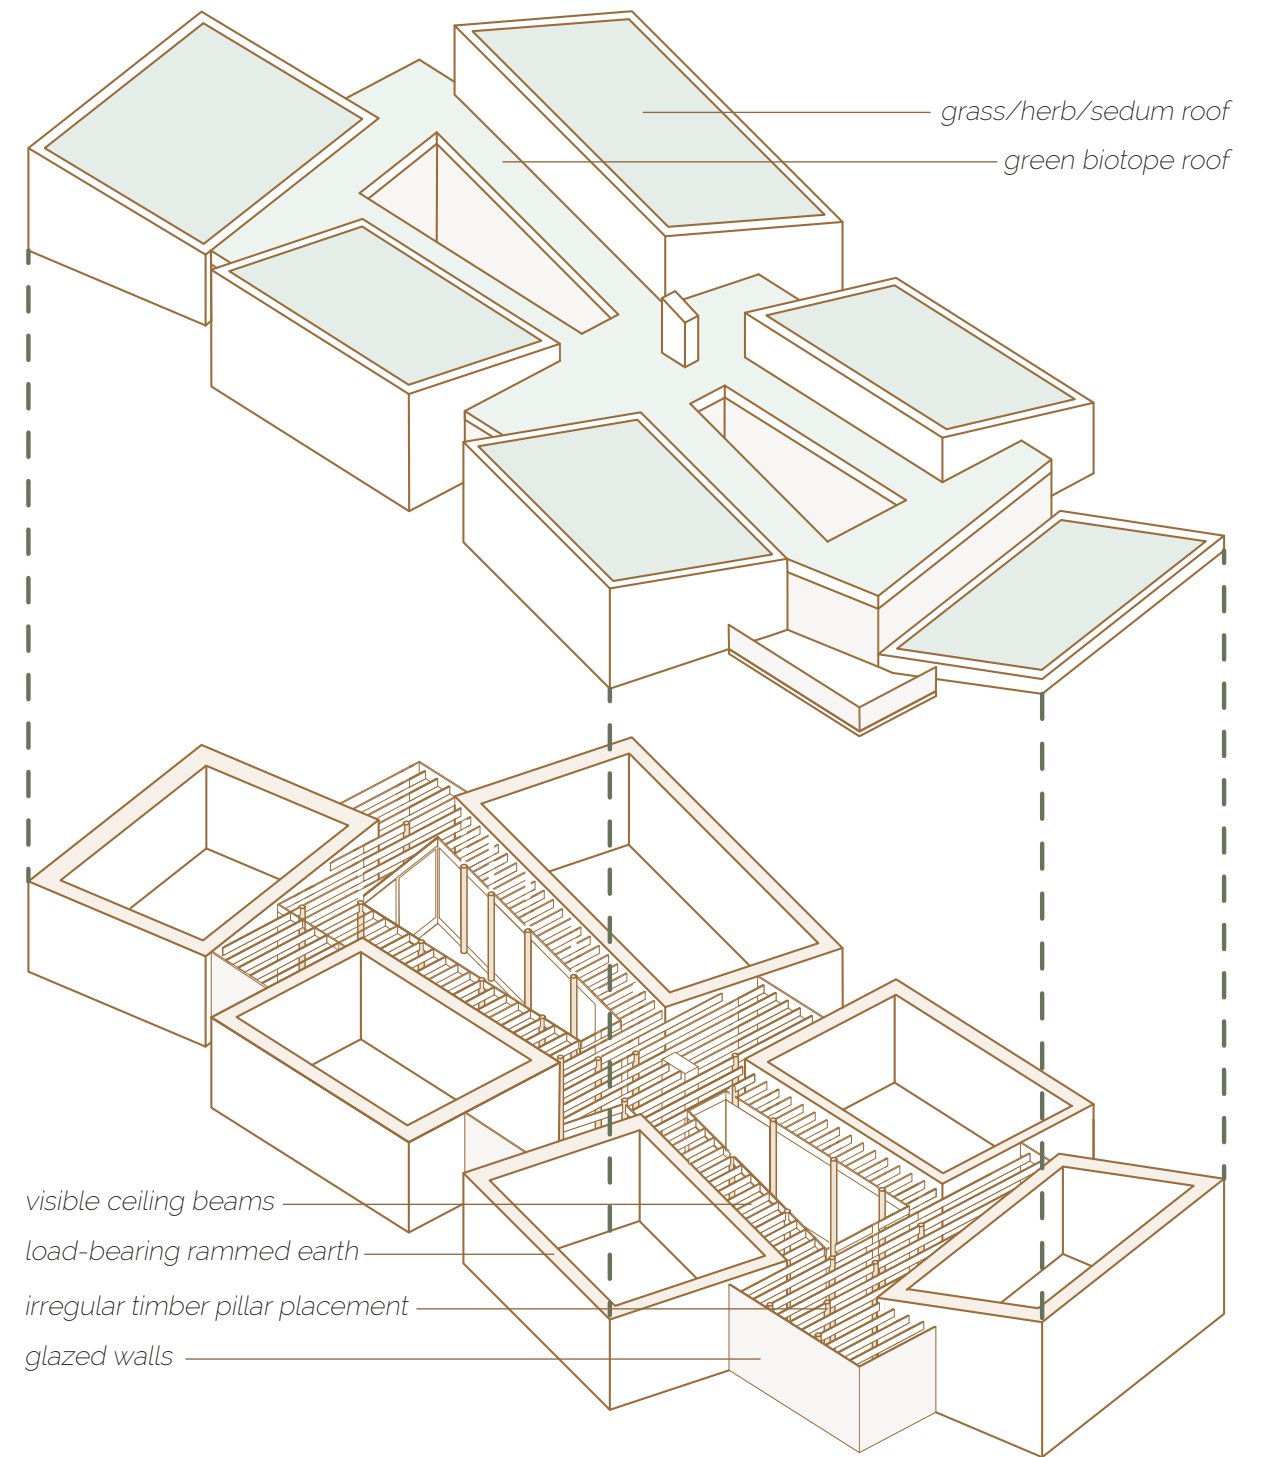 grass/herb/sedum roof
green biotope roof
visible ceiling beams
load-bearing rammed earth
irregular timber pillar placement
glazed walls